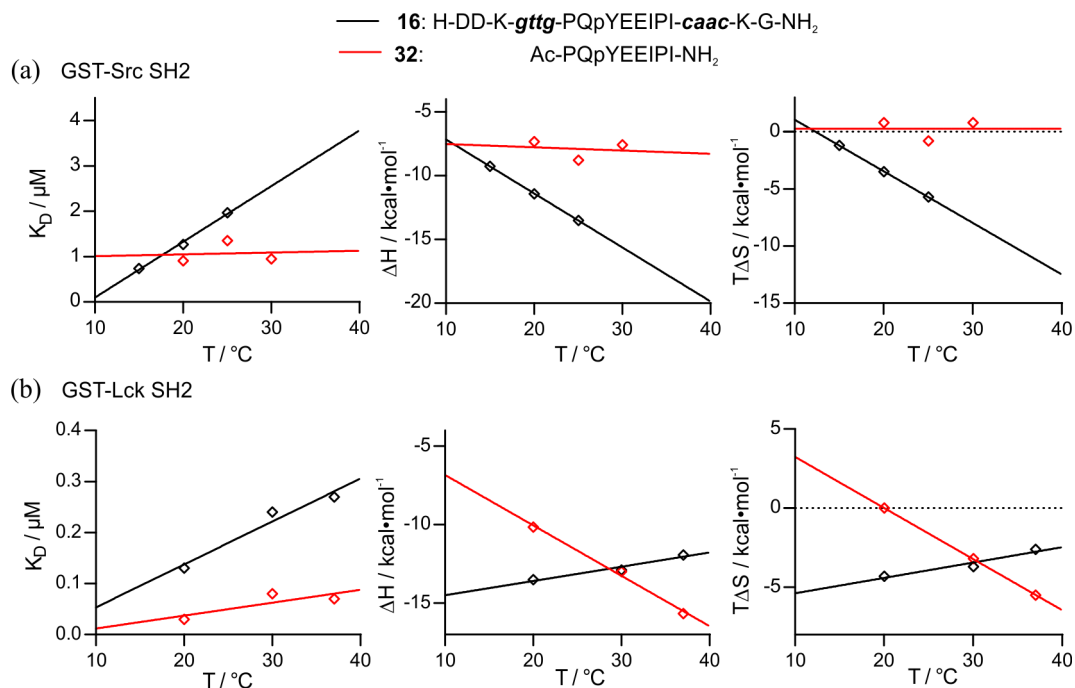 16: H-DD-K-gttg-PQpYEEIPI-caac-K-G-NH₂
32: Ac-PQpYEEIPI-NH₂
(a) GST-Src SH2
K_D / μM
4
3
2
1
0
10 20 30 40
T / °C
ΔH / kcal•mol⁻¹
-5
-10
-15
-20
10 20 30 40
T / °C
TΔS / kcal•mol⁻¹
0
-5
-10
-15
10 20 30 40
T / °C
(b) GST-Lck SH2
K_D / μM
0.4
0.3
0.2
0.1
0.0
10 20 30 40
T / °C
ΔH / kcal•mol⁻¹
-5
-10
-15
10 20 30 40
T / °C
TΔS / kcal•mol⁻¹
5
0
-5
10 20 30 40
T / °C